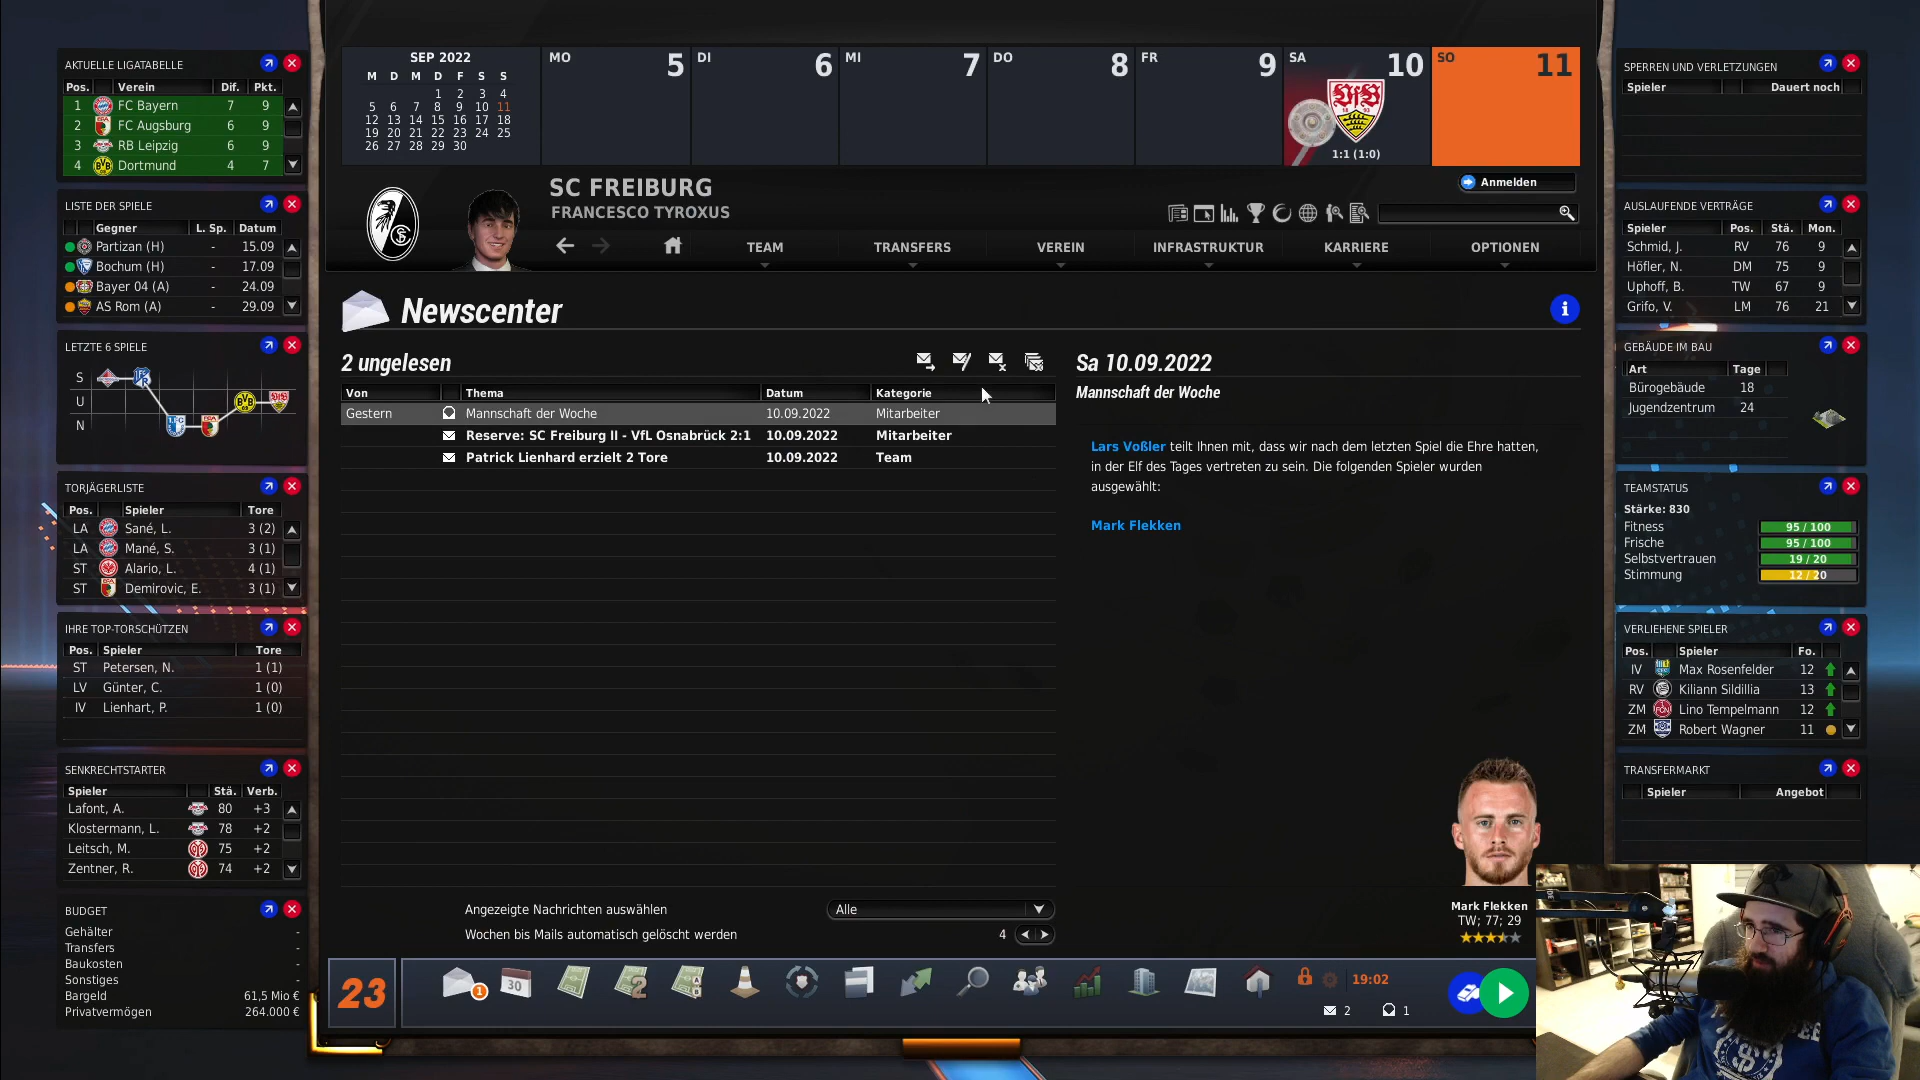 AKTUELLE LIGATABELLE
Pos. Verein Dif. Pkt.
1 FC Bayern 7 9
2 FC Augsburg 6 9
3 RB Leipzig 6 9
4 Dortmund 4 7
LISTE DER SPIELE
Gegner L. Sp. Datum
Partizan (H) - 15.09
Bochum (H) - 17.09
Bayer 04 (A) - 24.09
AS Rom (A) - 29.09
LETZTE 6 SPIELE
S
U
N
TORJÄGERLISTE
Pos. Spieler Tore
LA Sané, L. 3 (2)
LA Mané, S. 3 (1)
ST Alario, L. 4 (1)
ST Demirovic, E. 3 (1)
IHRE TOP-TORSCHÜTZEN
Pos. Spieler Tore
ST Petersen, N. 1 (1)
LV Günter, C. 1 (0)
IV Lienhart, P. 1 (0)
SENKRECHTSTARTER
Spieler Stä. Verb.
Lafont, A. 80 +3
Klostermann, L. 78 +2
Leitsch, M. 75 +2
Zentner, R. 74 +2
BUDGET
Gehälter -
Transfers -
Baukosten -
Sonstiges -
Bargeld 61,5 Mio €
Privatvermögen 264.000 €
SEP 2022
M D M D F S S
1 2 3 4
5 6 7 8 9 10 11
12 13 14 15 16 17 18
19 20 21 22 23 24 25
26 27 28 29 30
MO 5
DI 6
MI 7
DO 8
FR 9
SA 10
1:1 (1:0)
SO 11
SC FREIBURG
FRANCESCO TYROXUS
Anmelden
TEAM TRANSFERS VEREIN INFRASTRUKTUR KARRIERE OPTIONEN
Newscenter
2 ungelesen
Von Thema Datum Kategorie
Gestern Mannschaft der Woche 10.09.2022 Mitarbeiter
Reserve: SC Freiburg II - VfL Osnabrück 2:1 10.09.2022 Mitarbeiter
Patrick Lienhard erzielt 2 Tore 10.09.2022 Team
Angezeigte Nachrichten auswählen Alle
Wochen bis Mails automatisch gelöscht werden 4
Sa 10.09.2022
Mannschaft der Woche
Lars Voßler teilt Ihnen mit, dass wir nach dem letzten Spiel die Ehre hatten,
in der Elf des Tages vertreten zu sein. Die folgenden Spieler wurden
ausgewählt:
Mark Flekken
Mark Flekken
TW; 77; 29
23
1
30
2
19:02
2 1
SPERREN UND VERLETZUNGEN
Spieler Dauert noch
AUSLAUFENDE VERTRÄGE
Spieler Pos. Stä. Mon.
Schmid, J. RV 76 9
Höfler, N. DM 75 9
Uphoff, B. TW 67 9
Grifo, V. LM 76 21
GEBÄUDE IM BAU
Art Tage
Bürogebäude 18
Jugendzentrum 24
TEAMSTATUS
Stärke: 830
Fitness 95 / 100
Frische 95 / 100
Selbstvertrauen 19 / 20
Stimmung 12 / 20
VERLIEHENE SPIELER
Pos. Spieler Fo.
IV Max Rosenfelder 12
RV Kiliann Sildillia 13
ZM Lino Tempelmann 12
ZM Robert Wagner 11
TRANSFERMARKT
Spieler Angebot